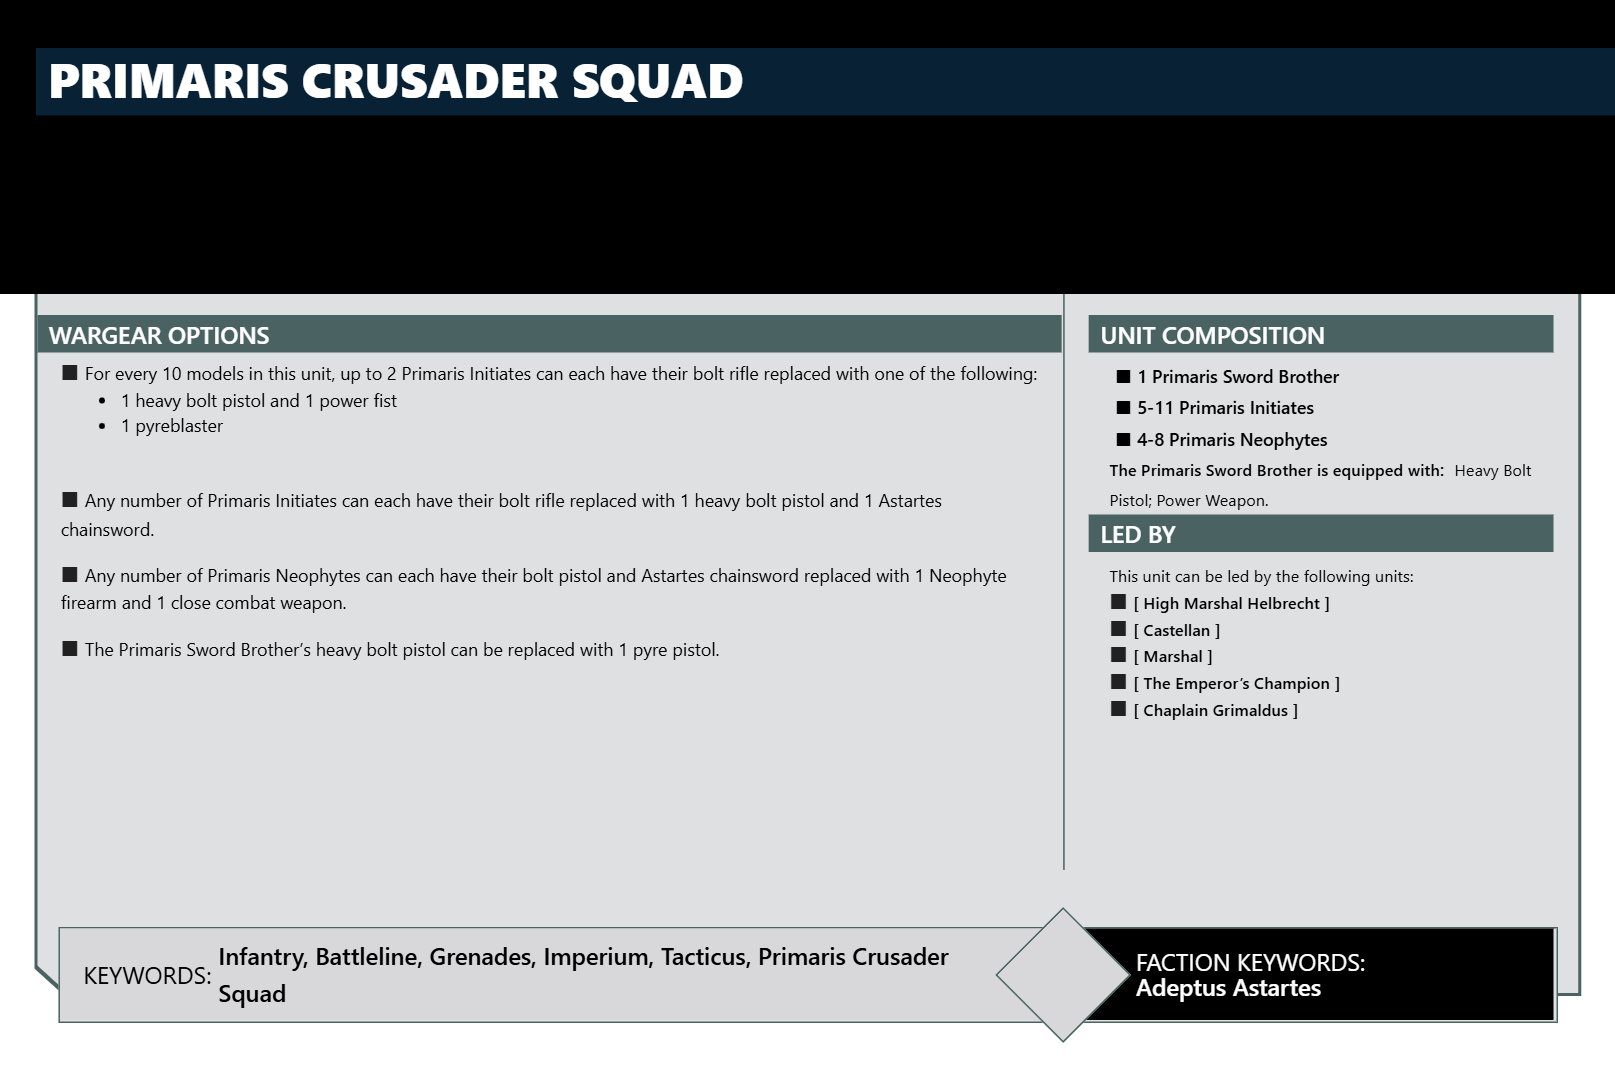 PRIMARIS CRUSADER SQUAD
WARGEAR OPTIONS
■ For every 10 models in this unit, up to 2 Primaris Initiates can each have their bolt rifle replaced with one of the following:
• 1 heavy bolt pistol and 1 power fist
• 1 pyreblaster
■ Any number of Primaris Initiates can each have their bolt rifle replaced with 1 heavy bolt pistol and 1 Astartes
chainsword.
■ Any number of Primaris Neophytes can each have their bolt pistol and Astartes chainsword replaced with 1 Neophyte
firearm and 1 close combat weapon.
■ The Primaris Sword Brother’s heavy bolt pistol can be replaced with 1 pyre pistol.
UNIT COMPOSITION
■ 1 Primaris Sword Brother
■ 5-11 Primaris Initiates
■ 4-8 Primaris Neophytes
The Primaris Sword Brother is equipped with: Heavy Bolt
Pistol; Power Weapon.
LED BY
This unit can be led by the following units:
■ [ High Marshal Helbrecht ]
■ [ Castellan ]
■ [ Marshal ]
■ [ The Emperor’s Champion ]
■ [ Chaplain Grimaldus ]
KEYWORDS: Infantry, Battleline, Grenades, Imperium, Tacticus, Primaris Crusader
Squad
FACTION KEYWORDS:
Adeptus Astartes